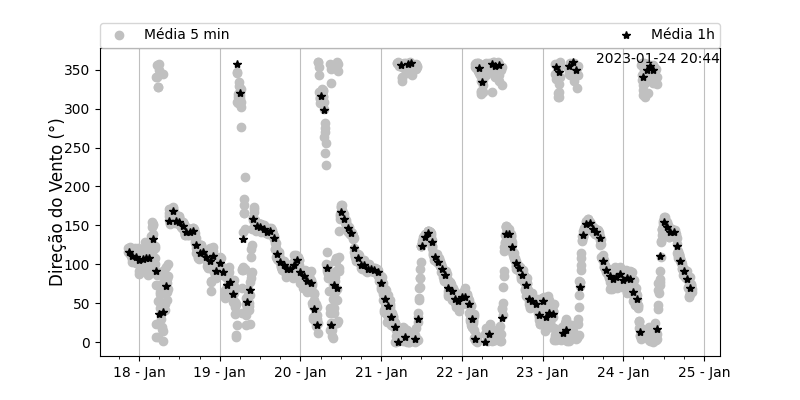 Média 5 min
Média 1h
2023-01-24 20:44
Direção do Vento (°)
350
300
250
200
150
100
50
0
18 - Jan
19 - Jan
20 - Jan
21 - Jan
22 - Jan
23 - Jan
24 - Jan
25 - Jan